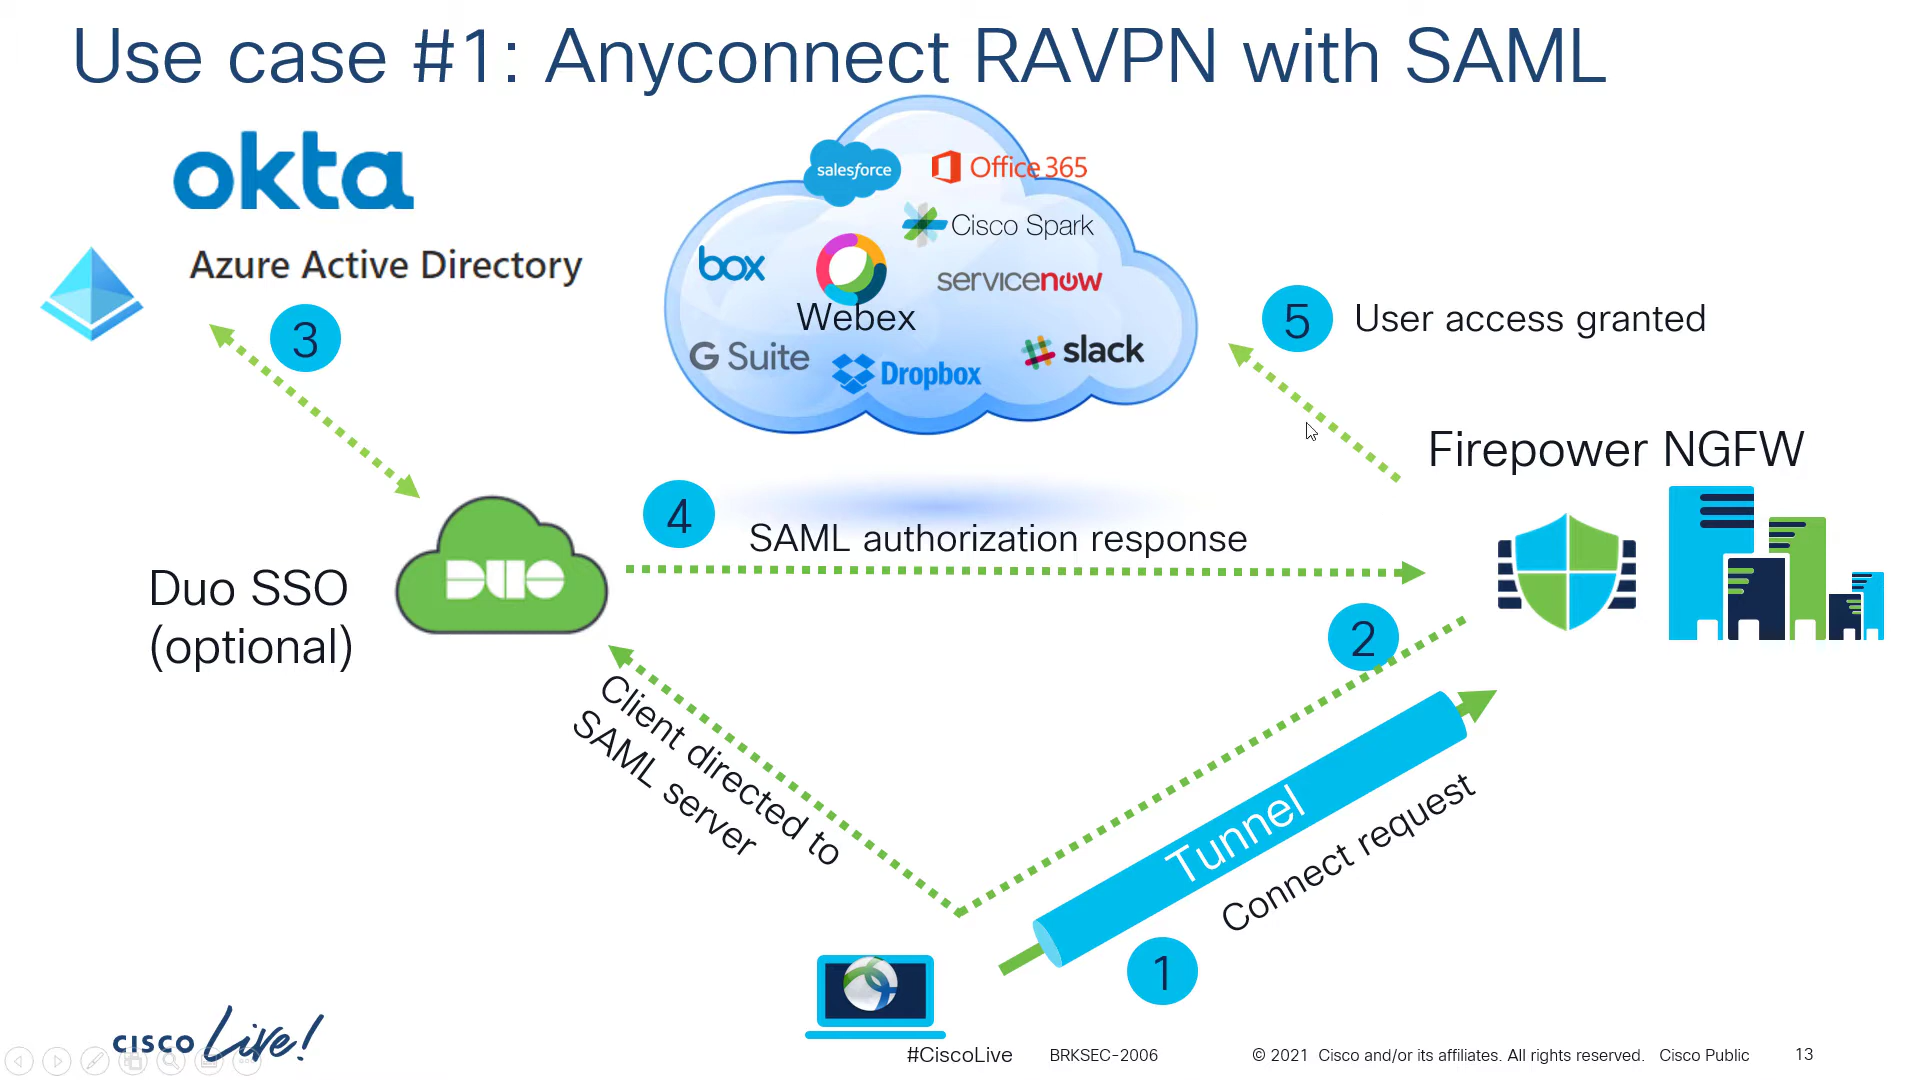 Use case #1: Anyconnect RAVPN with SAML
okta
Azure Active Directory
3
salesforce
Office 365
Cisco Spark
box
Webex
servicenow
G Suite
Dropbox
slack
5
User access granted
Firepower NGFW
4
SAML authorization response
Duo SSO
(optional)
DUO
2
Client directed to
SAML server
Tunnel
Connect request
1
CISCO Live!
#CiscoLive
BRKSEC-2006
© 2021 Cisco and/or its affiliates. All rights reserved. Cisco Public
13